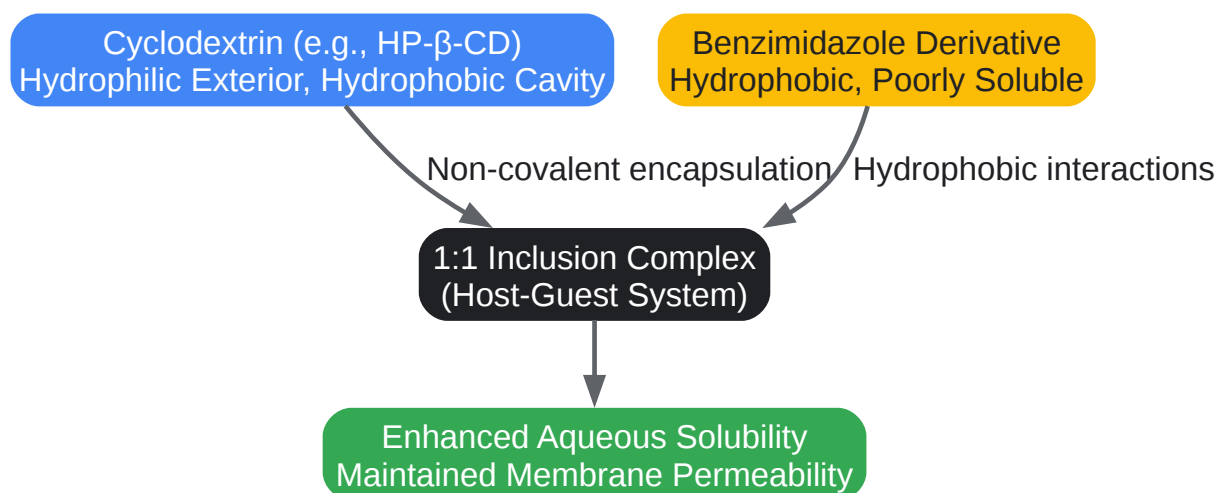 Cyclodextrin (e.g., HP-β-CD)
Hydrophilic Exterior, Hydrophobic Cavity
Benzimidazole Derivative
Hydrophobic, Poorly Soluble
Non-covalent encapsulation
Hydrophobic interactions
1:1 Inclusion Complex
(Host-Guest System)
Enhanced Aqueous Solubility
Maintained Membrane Permeability